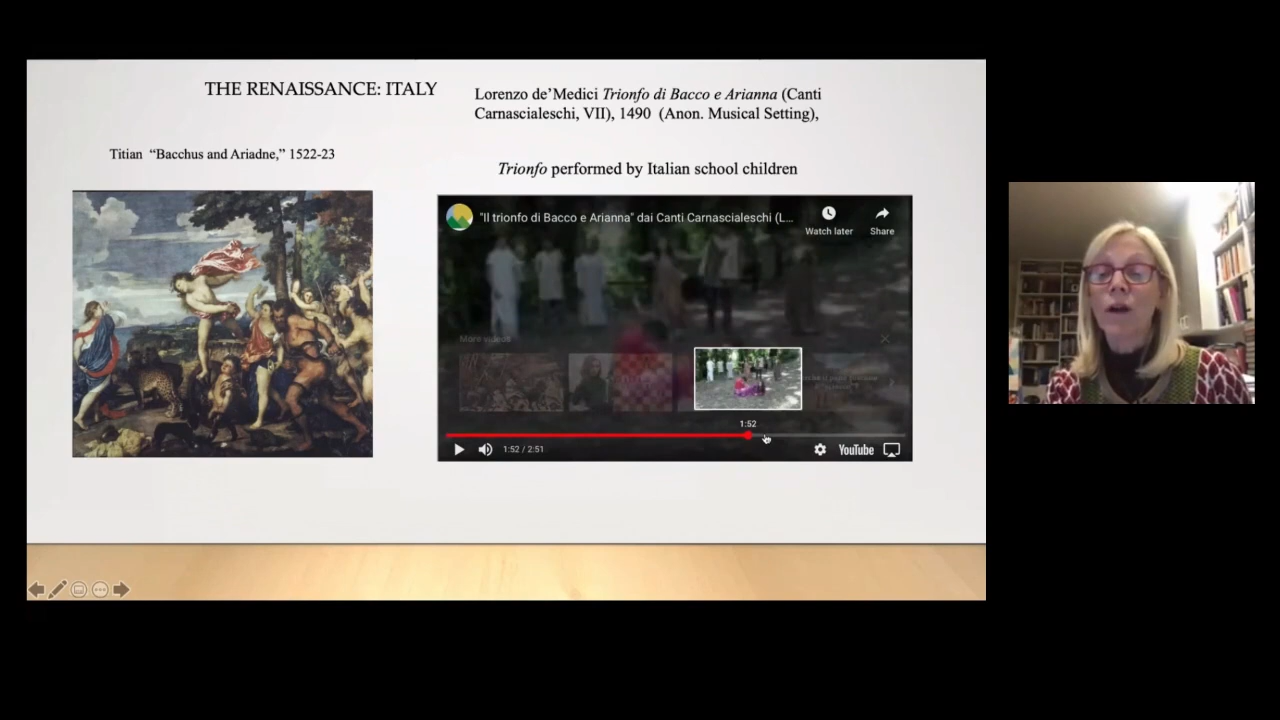 THE RENAISSANCE: ITALY
Lorenzo de’Medici Trionfo di Bacco e Arianna (Canti
Carnascialeschi, VII), 1490 (Anon. Musical Setting),
Titian “Bacchus and Ariadne,” 1522-23
Trionfo performed by Italian school children
"Il trionfo di Bacco e Arianna" dai Canti Carnascialeschi (L...
Watch later
Share
More videos
1:52
1:52 / 2:51
YouTube